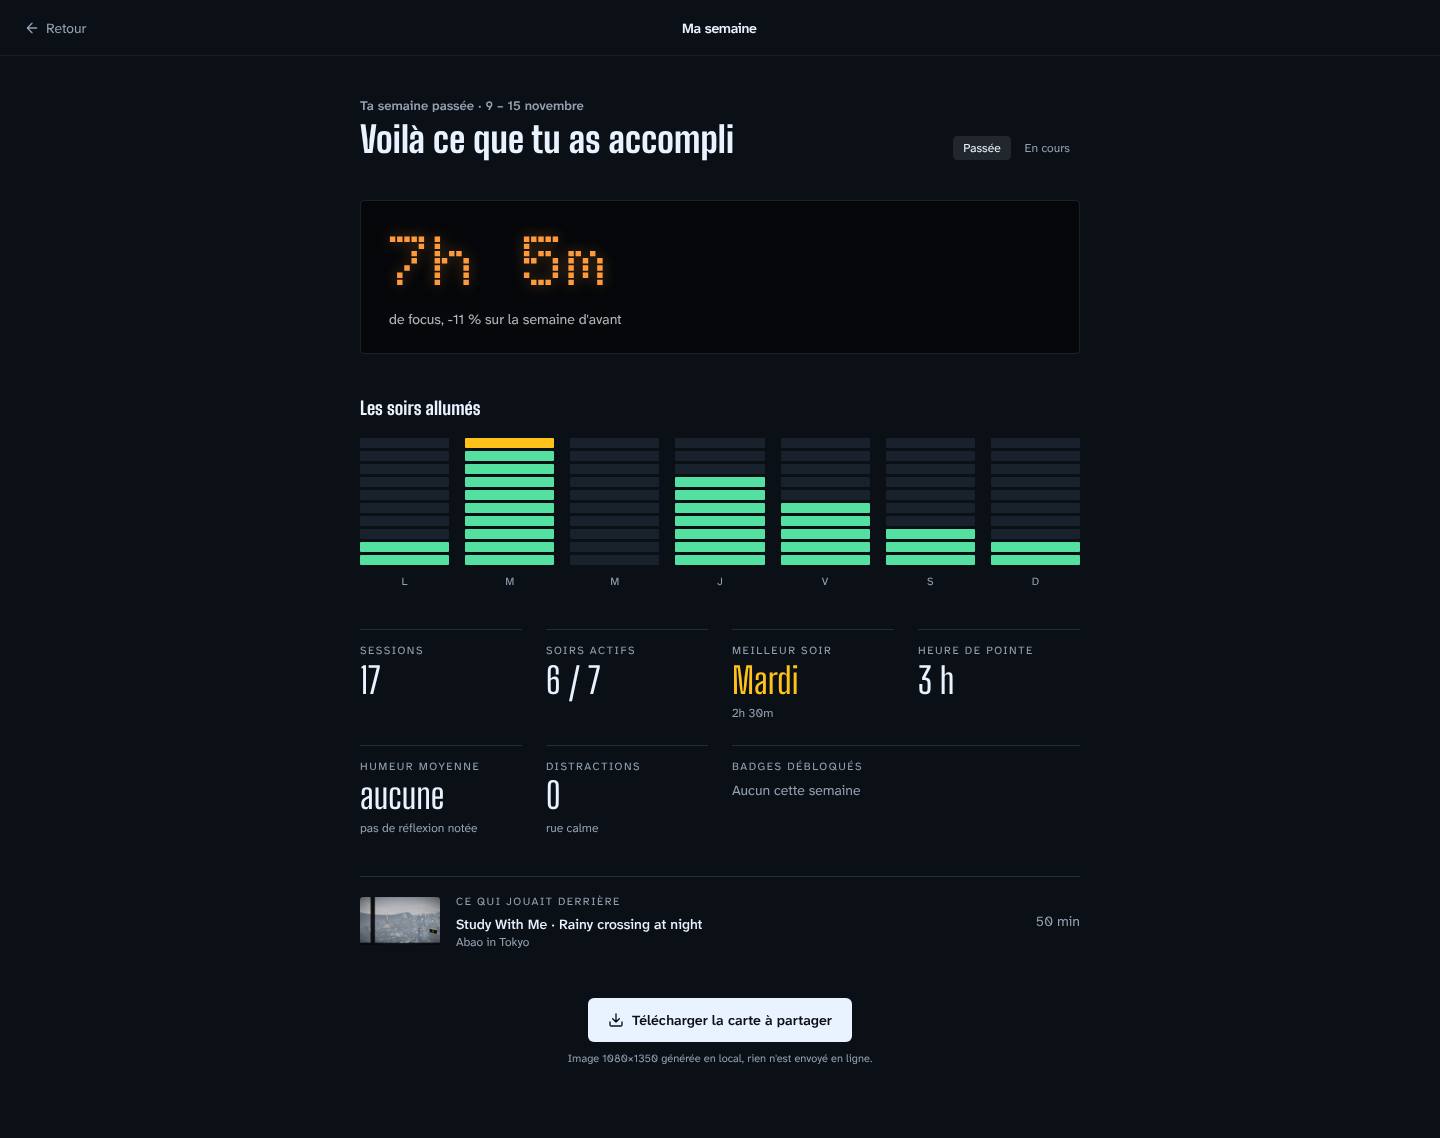 Retour
Ma semaine
Ta semaine passée · 9 – 15 novembre
Voilà ce que tu as accompli
Passée
En cours
7h 5m
de focus, -11 % sur la semaine d'avant
Les soirs allumés
L M M J V S D
SESSIONS
17
SOIRS ACTIFS
6 / 7
MEILLEUR SOIR
Mardi
2h 30m
HEURE DE POINTE
3 h
HUMEUR MOYENNE
aucune
pas de réflexion notée
DISTRACTIONS
0
rue calme
BADGES DÉBLOQUÉS
Aucun cette semaine
CE QUI JOUAIT DERRIÈRE
Study With Me · Rainy crossing at night
Abao in Tokyo
50 min
Télécharger la carte à partager
Image 1080×1350 générée en local, rien n'est envoyé en ligne.